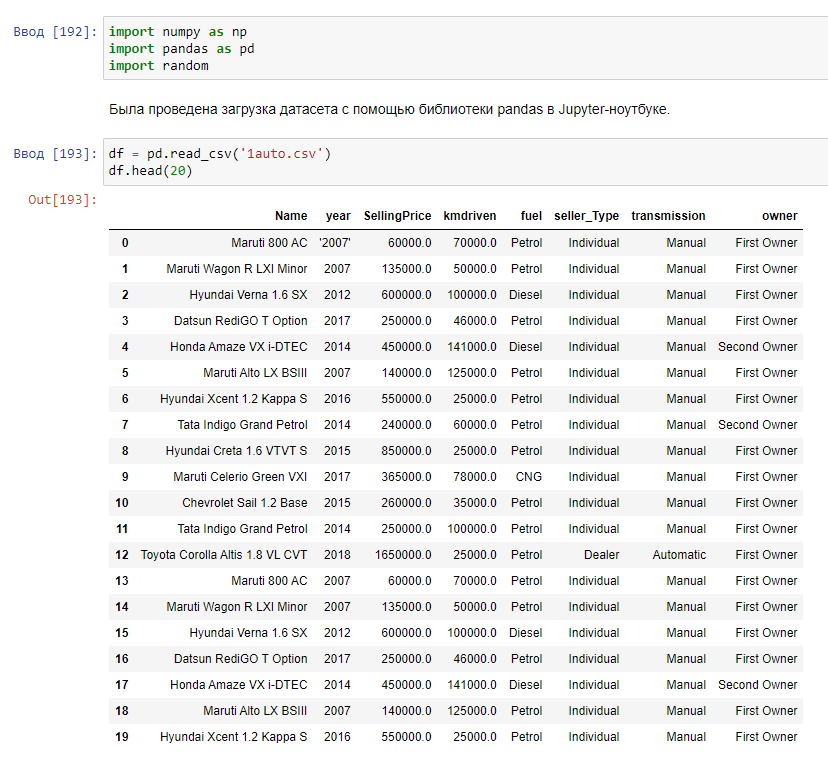 Ввод [192]: import numpy as np
import pandas as pd
import random
Была проведена загрузка датасета с помощью библиотеки pandas в Jupyter-ноутбуке.
Ввод [193]: df = pd.read_csv('1auto.csv')
df.head(20)
Out[193]:
Name year SellingPrice kmdriven fuel seller_Type transmission owner
0 Maruti 800 AC '2007' 60000.0 70000.0 Petrol Individual Manual First Owner
1 Maruti Wagon R LXI Minor 2007 135000.0 50000.0 Petrol Individual Manual First Owner
2 Hyundai Verna 1.6 SX 2012 600000.0 100000.0 Diesel Individual Manual First Owner
3 Datsun RediGO T Option 2017 250000.0 46000.0 Petrol Individual Manual First Owner
4 Honda Amaze VX i-DTEC 2014 450000.0 141000.0 Diesel Individual Manual Second Owner
5 Maruti Alto LX BSIII 2007 140000.0 125000.0 Petrol Individual Manual First Owner
6 Hyundai Xcent 1.2 Kappa S 2016 550000.0 25000.0 Petrol Individual Manual First Owner
7 Tata Indigo Grand Petrol 2014 240000.0 60000.0 Petrol Individual Manual Second Owner
8 Hyundai Creta 1.6 VTVT S 2015 850000.0 25000.0 Petrol Individual Manual First Owner
9 Maruti Celerio Green VXI 2017 365000.0 78000.0 CNG Individual Manual First Owner
10 Chevrolet Sail 1.2 Base 2015 260000.0 35000.0 Petrol Individual Manual First Owner
11 Tata Indigo Grand Petrol 2014 250000.0 100000.0 Petrol Individual Manual First Owner
12 Toyota Corolla Altis 1.8 VL CVT 2018 1650000.0 25000.0 Petrol Dealer Automatic First Owner
13 Maruti 800 AC 2007 60000.0 70000.0 Petrol Individual Manual First Owner
14 Maruti Wagon R LXI Minor 2007 135000.0 50000.0 Petrol Individual Manual First Owner
15 Hyundai Verna 1.6 SX 2012 600000.0 100000.0 Diesel Individual Manual First Owner
16 Datsun RediGO T Option 2017 250000.0 46000.0 Petrol Individual Manual First Owner
17 Honda Amaze VX i-DTEC 2014 450000.0 141000.0 Diesel Individual Manual Second Owner
18 Maruti Alto LX BSIII 2007 140000.0 125000.0 Petrol Individual Manual First Owner
19 Hyundai Xcent 1.2 Kappa S 2016 550000.0 25000.0 Petrol Individual Manual First Owner